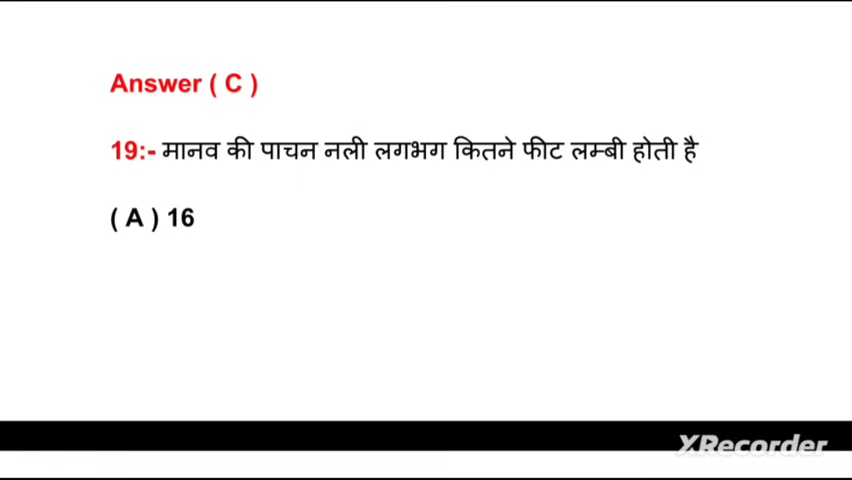 Answer ( C )
19:- मानव की पाचन नली लगभग कितने फीट लम्बी होती है
( A ) 16
XRecorder